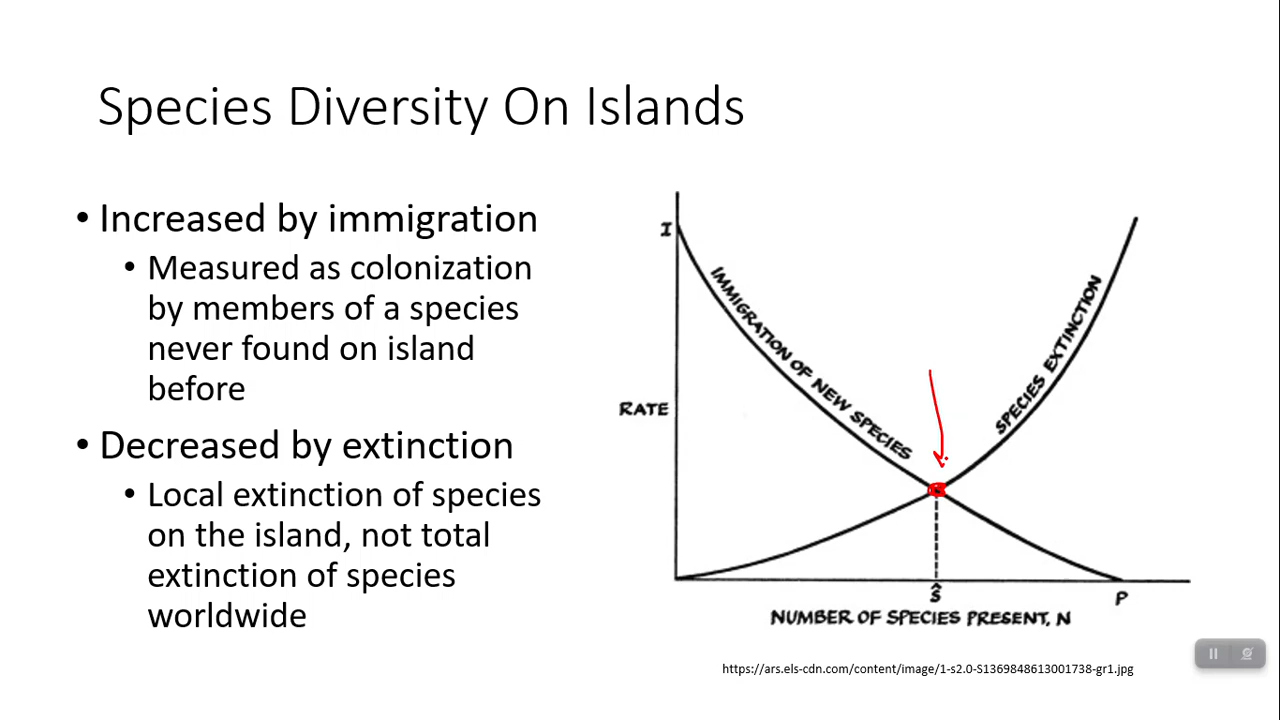 Species Diversity On Islands
• Increased by immigration
• Measured as colonization
by members of a species
never found on island
before
• Decreased by extinction
• Local extinction of species
on the island, not total
extinction of species
worldwide
I
IMMIGRATION OF NEW SPECIES
SPECIES EXTINCTION
RATE
Ŝ
P
NUMBER OF SPECIES PRESENT, N
https://ars.els-cdn.com/content/image/1-s2.0-S1369848613001738-gr1.jpg